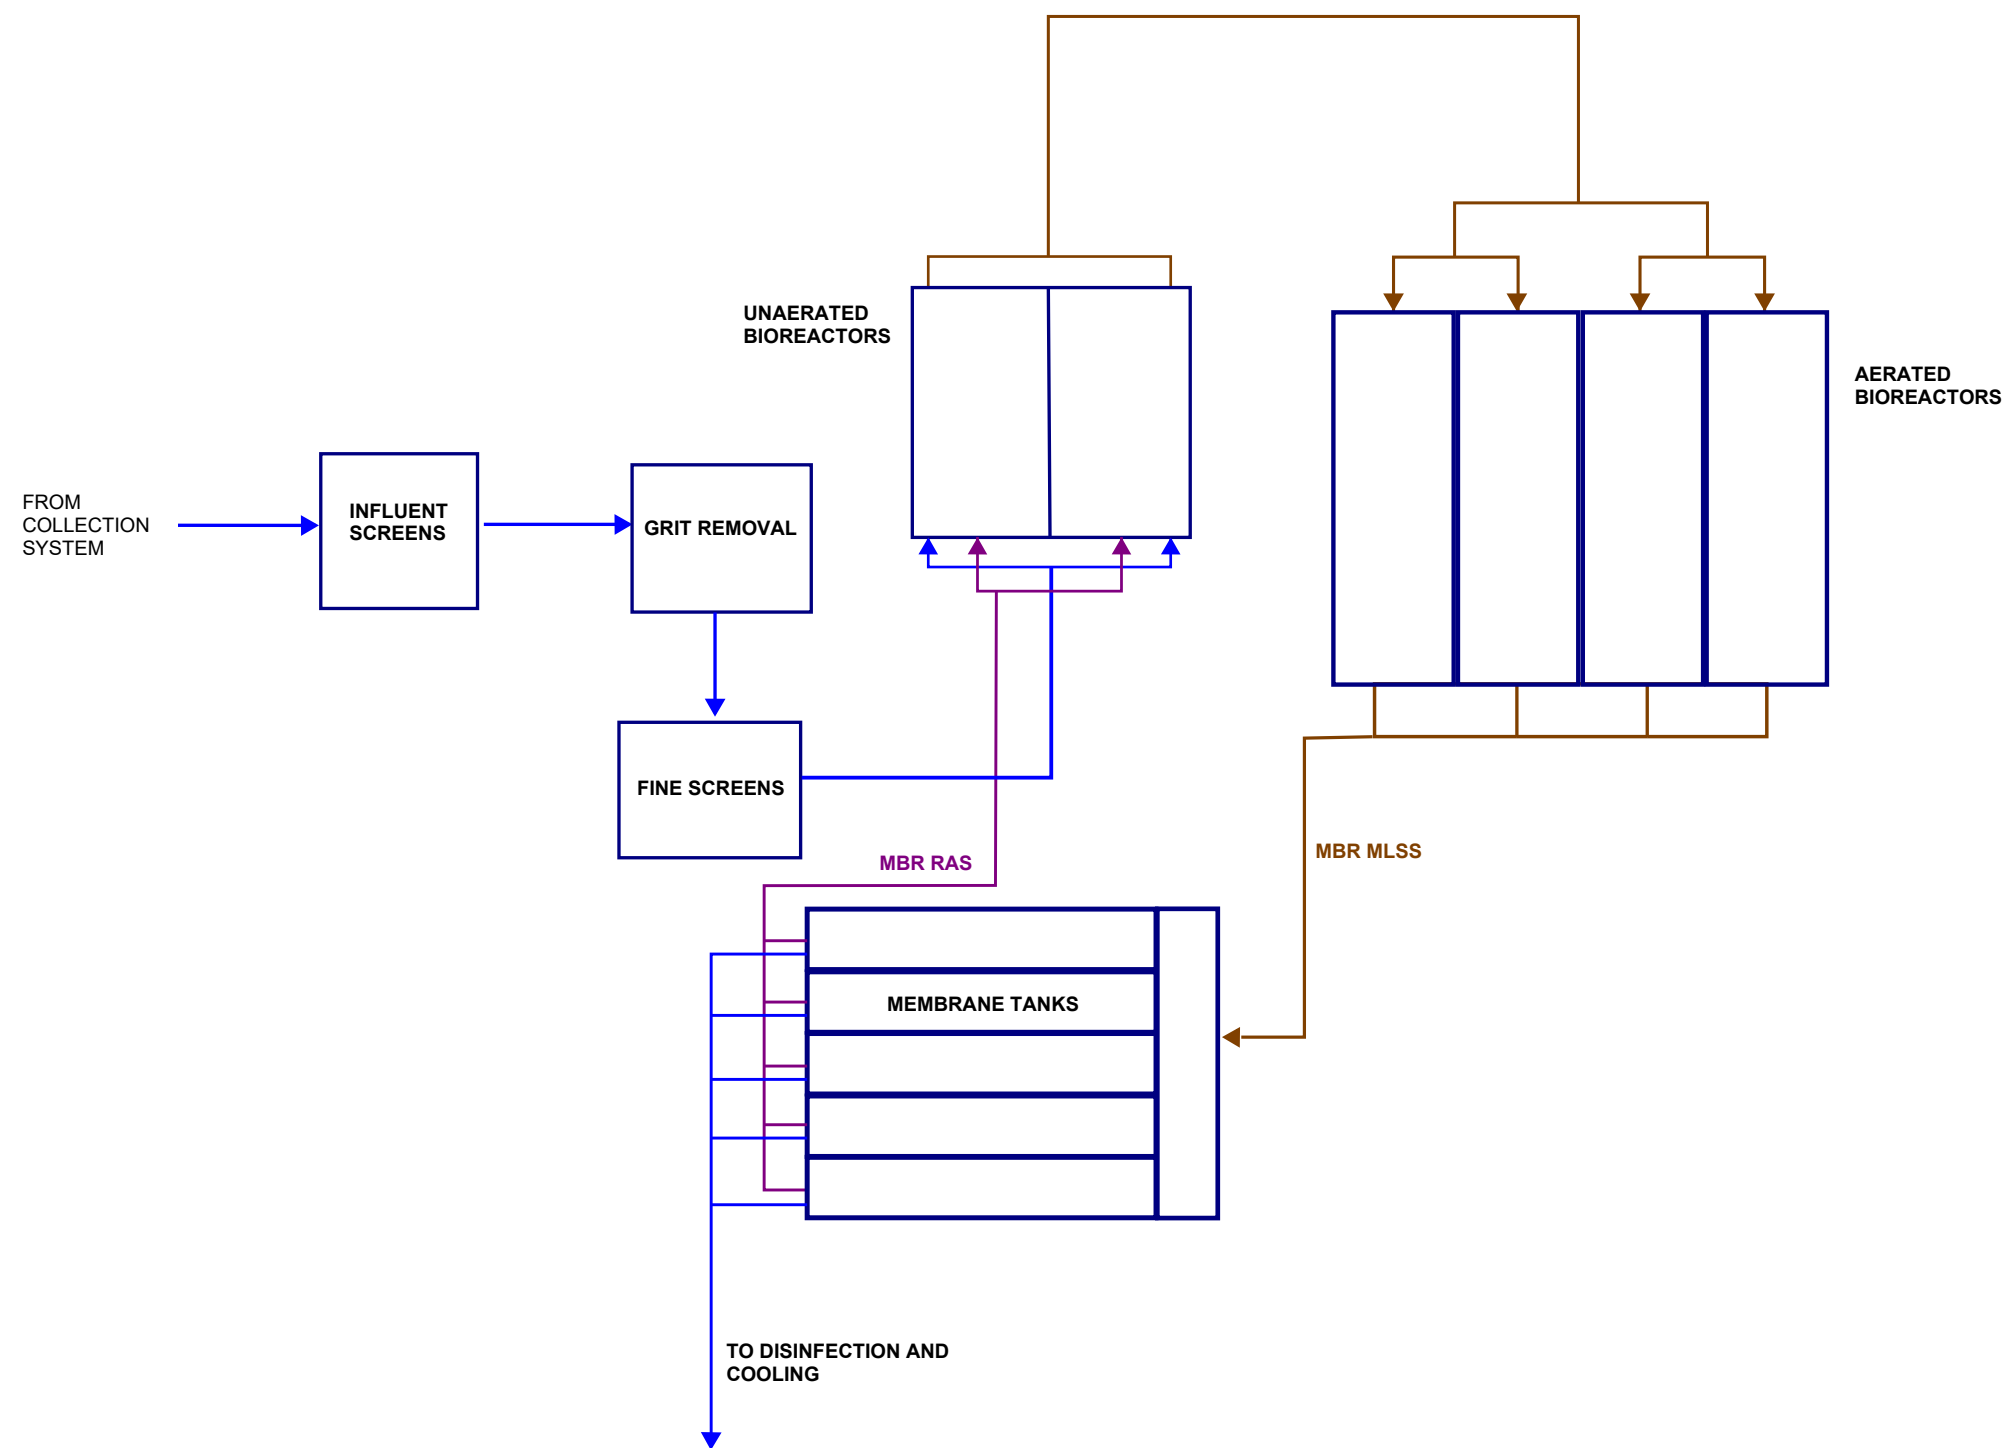 UNAERATED
BIOREACTORS
AERATED
BIOREACTORS
FROM
COLLECTION
SYSTEM
INFLUENT
SCREENS
GRIT REMOVAL
FINE SCREENS
MBR RAS
MBR MLSS
MEMBRANE TANKS
TO DISINFECTION AND
COOLING